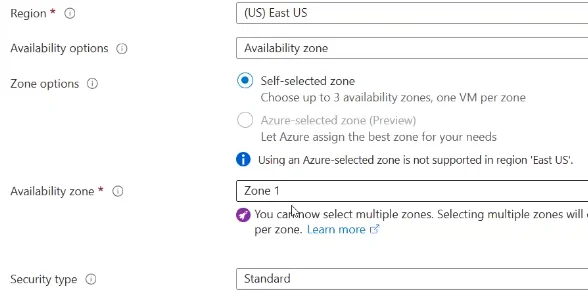 Region *
(US) East US
Availability options
Availability zone
Zone options
Self-selected zone
Choose up to 3 availability zones, one VM per zone
Azure-selected zone (Preview)
Let Azure assign the best zone for your needs
Using an Azure-selected zone is not supported in region 'East US'.
Availability zone *
Zone 1
You can now select multiple zones. Selecting multiple zones will
per zone. Learn more
Security type
Standard